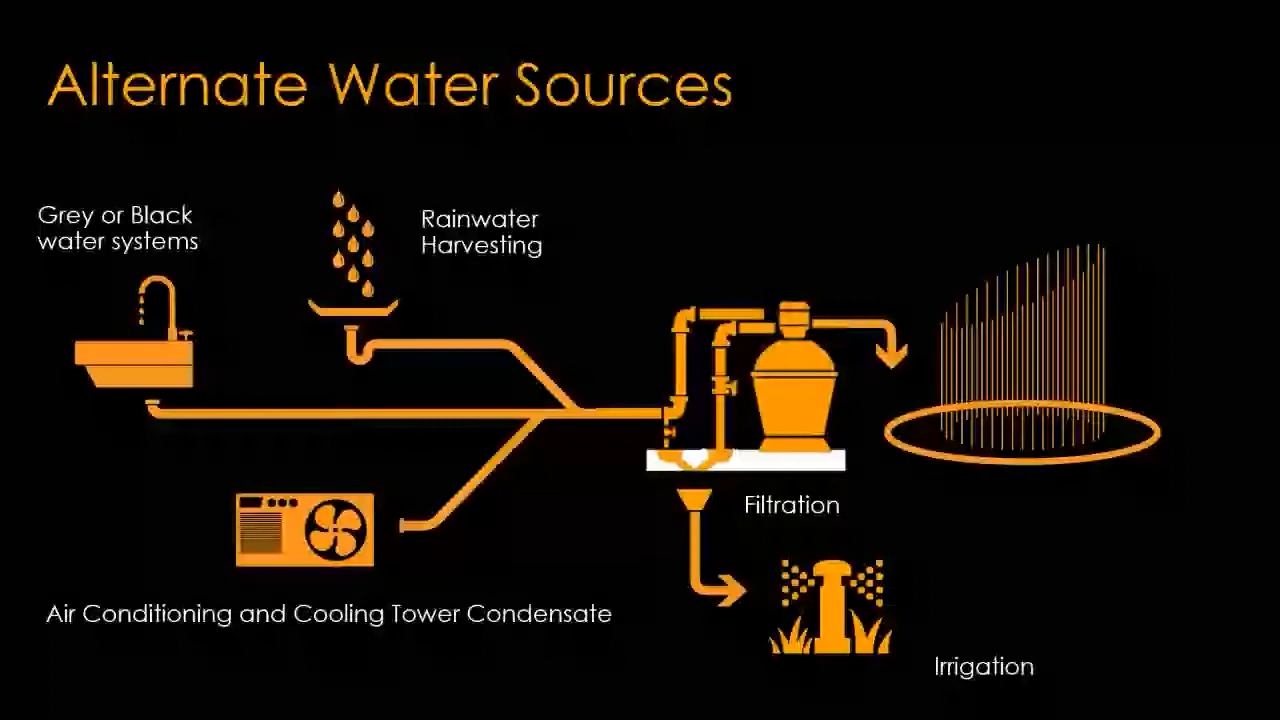 Alternate Water Sources
Grey or Black
water systems
Rainwater
Harvesting
Filtration
Air Conditioning and Cooling Tower Condensate
Irrigation